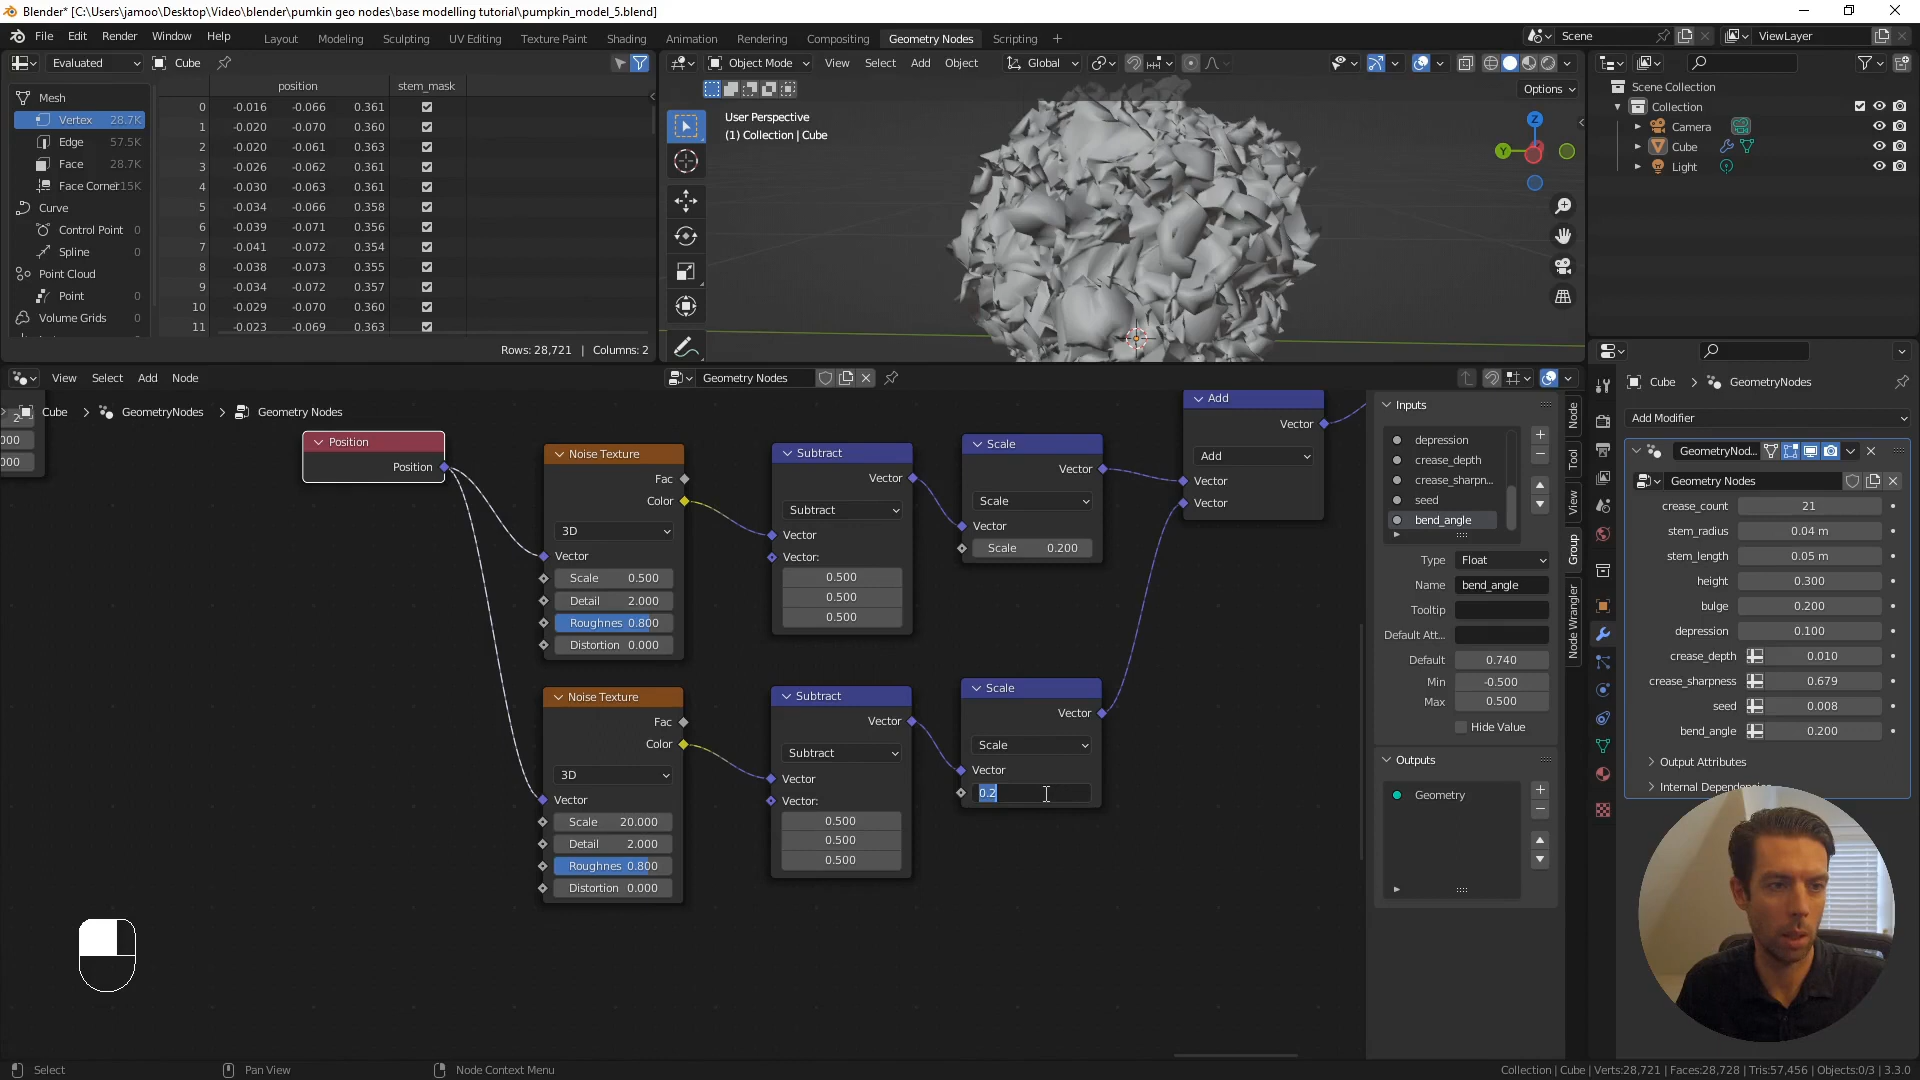 Blender* [C:\Users\jamoo\Desktop\Video\blender\pumkin geo nodes\base modelling tutorial\pumpkin_model_5.blend]
File Edit Render Window Help Layout Modeling Sculpting UV Editing Texture Paint Shading Animation Rendering Compositing Geometry Nodes Scripting + Scene ViewLayer
Evaluated Cube
Object Mode View Select Add Object Global
Options
position stem_mask
Mesh
Vertex 28.7K
Edge 57.5K
Face 28.7K
Face Corner 15K
Curve
Control Point 0
Spline 0
Point Cloud
Point 0
Volume Grids 0
0 -0.016 -0.066 0.361
1 -0.020 -0.070 0.360
2 -0.020 -0.061 0.363
3 -0.026 -0.062 0.361
4 -0.030 -0.063 0.361
5 -0.034 -0.066 0.358
6 -0.039 -0.071 0.356
7 -0.041 -0.072 0.354
8 -0.038 -0.073 0.355
9 -0.034 -0.072 0.357
10 -0.029 -0.070 0.360
11 -0.023 -0.069 0.363
Rows: 28,721 | Columns: 2
User Perspective
(1) Collection | Cube
Z
Y
Scene Collection
Collection
Camera
Cube
Light
View Select Add Node Geometry Nodes
Cube > GeometryNodes > Geometry Nodes
2
000
000
Position
Position
Noise Texture
Fac
Color
3D
Vector
Scale 0.500
Detail 2.000
Roughnes 0.800
Distortion 0.000
Subtract
Vector
Subtract
Vector
Vector:
0.500
0.500
0.500
Scale
Vector
Scale
Vector
Scale 0.200
Add
Vector
Add
Vector
Vector
Noise Texture
Fac
Color
3D
Vector
Scale 20.000
Detail 2.000
Roughnes 0.800
Distortion 0.000
Subtract
Vector
Subtract
Vector
Vector:
0.500
0.500
0.500
Scale
Vector
Scale
Vector
0.2
Inputs
depression
crease_depth
crease_sharpn...
seed
bend_angle
Type Float
Name bend_angle
Tooltip
Default Att...
Default 0.740
Min -0.500
Max 0.500
Hide Value
Outputs
Geometry
Node
Tool
View
Group
Node Wrangler
Cube > GeometryNodes
Add Modifier
GeometryNod...
Geometry Nodes
crease_count 21
stem_radius 0.04 m
stem_length 0.05 m
height 0.300
bulge 0.200
depression 0.100
crease_depth 0.010
crease_sharpness 0.679
seed 0.008
bend_angle 0.200
Output Attributes
Internal Dependencies
Select Pan View Node Context Menu
Collection | Cube | Verts:28,721 | Faces:28,728 | Tris:57,456 | Objects:0/3 | 3.3.0